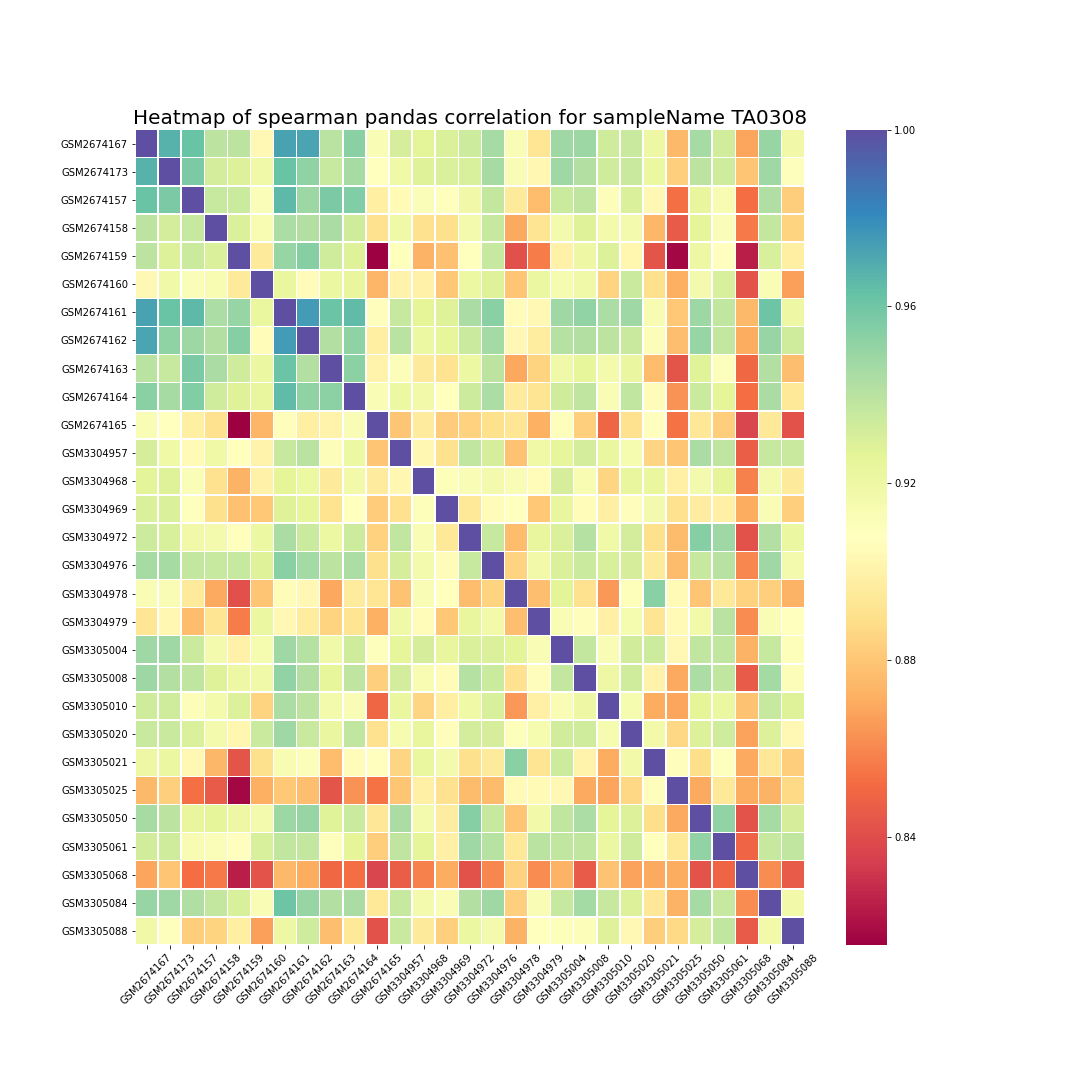 Heatmap of spearman pandas correlation for sampleName TA0308
GSM2674167
GSM2674173
GSM2674157
GSM2674158
GSM2674159
GSM2674160
GSM2674161
GSM2674162
GSM2674163
GSM2674164
GSM2674165
GSM3304957
GSM3304968
GSM3304969
GSM3304972
GSM3304976
GSM3304978
GSM3304979
GSM3305004
GSM3305008
GSM3305010
GSM3305020
GSM3305021
GSM3305025
GSM3305050
GSM3305061
GSM3305068
GSM3305084
GSM3305088
GSM2674167
GSM2674173
GSM2674157
GSM2674158
GSM2674159
GSM2674160
GSM2674161
GSM2674162
GSM2674163
GSM2674164
GSM2674165
GSM3304957
GSM3304968
GSM3304969
GSM3304972
GSM3304976
GSM3304978
GSM3304979
GSM3305004
GSM3305008
GSM3305010
GSM3305020
GSM3305021
GSM3305025
GSM3305050
GSM3305061
GSM3305068
GSM3305084
GSM3305088
1.00
0.96
0.92
0.88
0.84